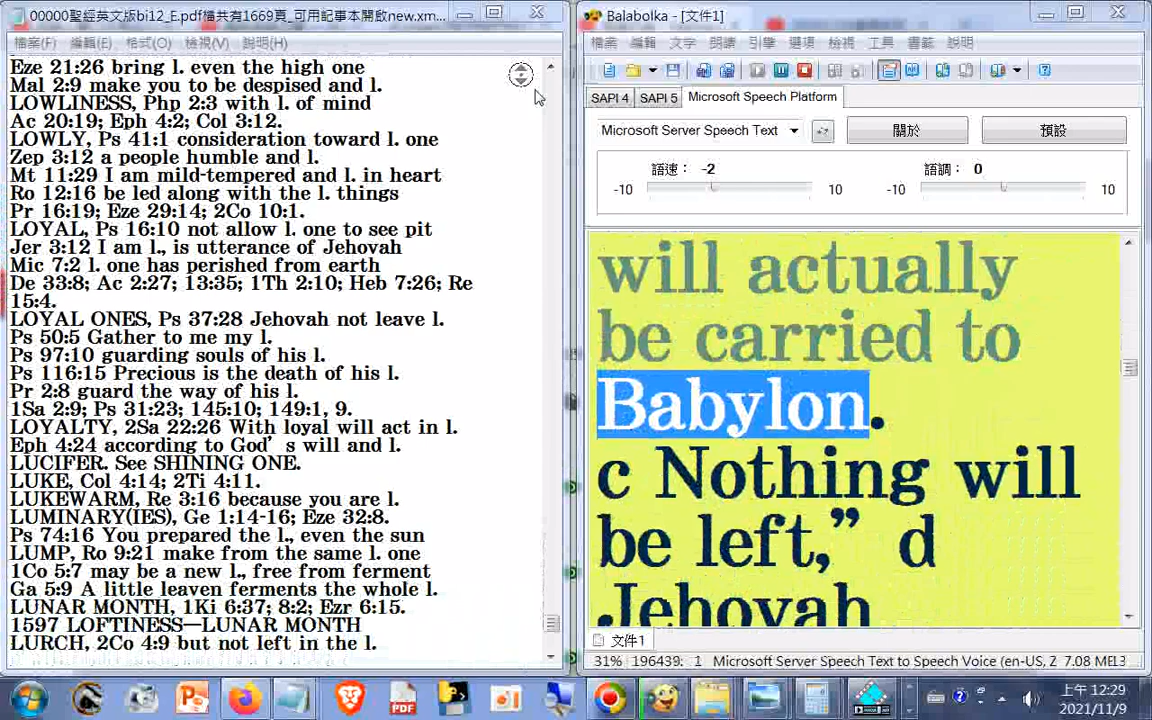 00000聖經英文版bi12_E.pdf檔共有1669頁_可用記事本開啟new.xm...
檔案(F) 編輯(E) 格式(O) 檢視(V) 說明(H)
Eze 21:26 bring l. even the high one
Mal 2:9 make you to be despised and l.
LOWLINESS, Php 2:3 with l. of mind
Ac 20:19; Eph 4:2; Col 3:12.
LOWLY, Ps 41:1 consideration toward l. one
Zep 3:12 a people humble and l.
Mt 11:29 I am mild-tempered and l. in heart
Ro 12:16 be led along with the l. things
Pr 16:19; Eze 29:14; 2Co 10:1.
LOYAL, Ps 16:10 not allow l. one to see pit
Jer 3:12 I am l., is utterance of Jehovah
Mic 7:2 l. one has perished from earth
De 33:8; Ac 2:27; 13:35; 1Th 2:10; Heb 7:26; Re
15:4.
LOYAL ONES, Ps 37:28 Jehovah not leave l.
Ps 50:5 Gather to me my l.
Ps 97:10 guarding souls of his l.
Ps 116:15 Precious is the death of his l.
Pr 2:8 guard the way of his l.
1Sa 2:9; Ps 31:23; 145:10; 149:1, 9.
LOYALTY, 2Sa 22:26 With loyal will act in l.
Eph 4:24 according to God’s will and l.
LUCIFER. See SHINING ONE.
LUKE, Col 4:14; 2Ti 4:11.
LUKEWARM, Re 3:16 because you are l.
LUMINARY(IES), Ge 1:14-16; Eze 32:8.
Ps 74:16 You prepared the l., even the sun
LUMP, Ro 9:21 make from the same l. one
1Co 5:7 may be a new l., free from ferment
Ga 5:9 A little leaven ferments the whole l.
LUNAR MONTH, 1Ki 6:37; 8:2; Ezr 6:15.
1597 LOFTINESS—LUNAR MONTH
LURCH, 2Co 4:9 but not left in the l.
Balabolka - [文件1]
檔案 編輯 文字 朗讀 引擎 選項 檢視 工具 書籤 說明
SAPI 4 SAPI 5 Microsoft Speech Platform
Microsoft Server Speech Text 關於 預設
語速： -2 語調： 0
-10 10 -10 10
will actually
be carried to
Babylon.
c Nothing will
be left,” d
Jehovah
文件1
31% 196439: 1 Microsoft Server Speech Text to Speech Voice (en-US, 2 7.08 ME
PDF
上午 12:29
2021/11/9